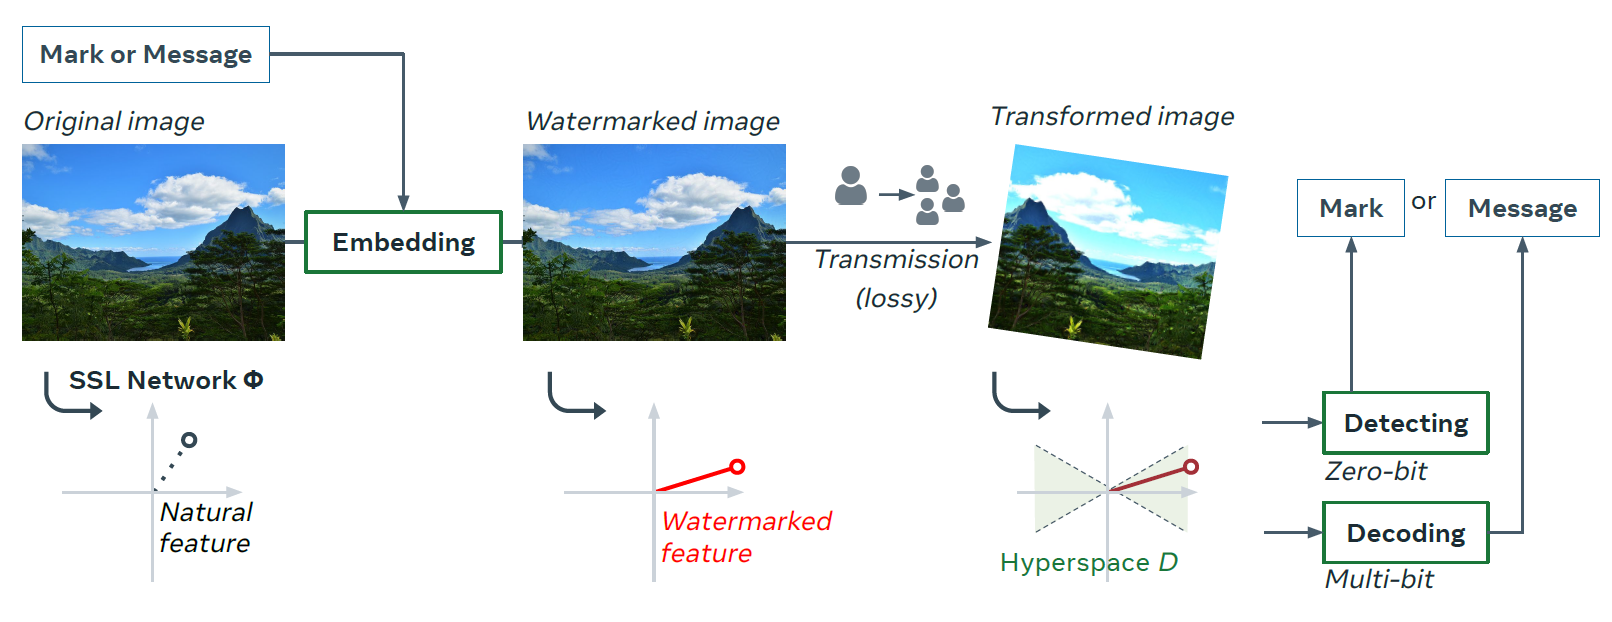 Mark or Message
Original image
Embedding
Watermarked image
Transmission
(lossy)
Transformed image
Mark
or
Message
SSL Network Φ
Natural
feature
Watermarked
feature
Hyperspace D
Detecting
Zero-bit
Decoding
Multi-bit